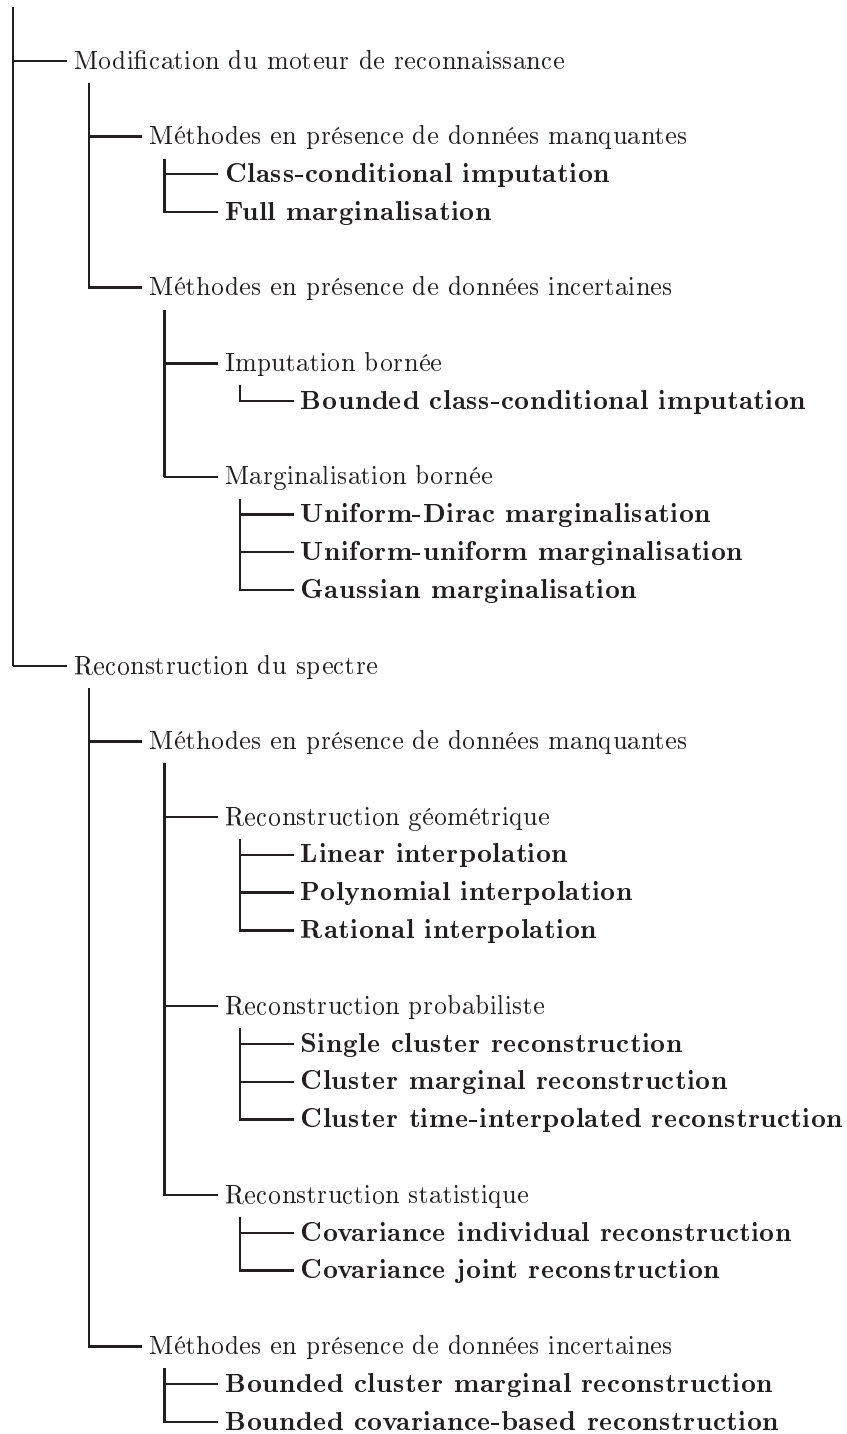 Modification du moteur de reconnaissance
Méthodes en présence de données manquantes
Class-conditional imputation
Full marginalisation
Méthodes en présence de données incertaines
Imputation bornée
Bounded class-conditional imputation
Marginalisation bornée
Uniform-Dirac marginalisation
Uniform-uniform marginalisation
Gaussian marginalisation
Reconstruction du spectre
Méthodes en présence de données manquantes
Reconstruction géométrique
Linear interpolation
Polynomial interpolation
Rational interpolation
Reconstruction probabiliste
Single cluster reconstruction
Cluster marginal reconstruction
Cluster time-interpolated reconstruction
Reconstruction statistique
Covariance individual reconstruction
Covariance joint reconstruction
Méthodes en présence de données incertaines
Bounded cluster marginal reconstruction
Bounded covariance-based reconstruction